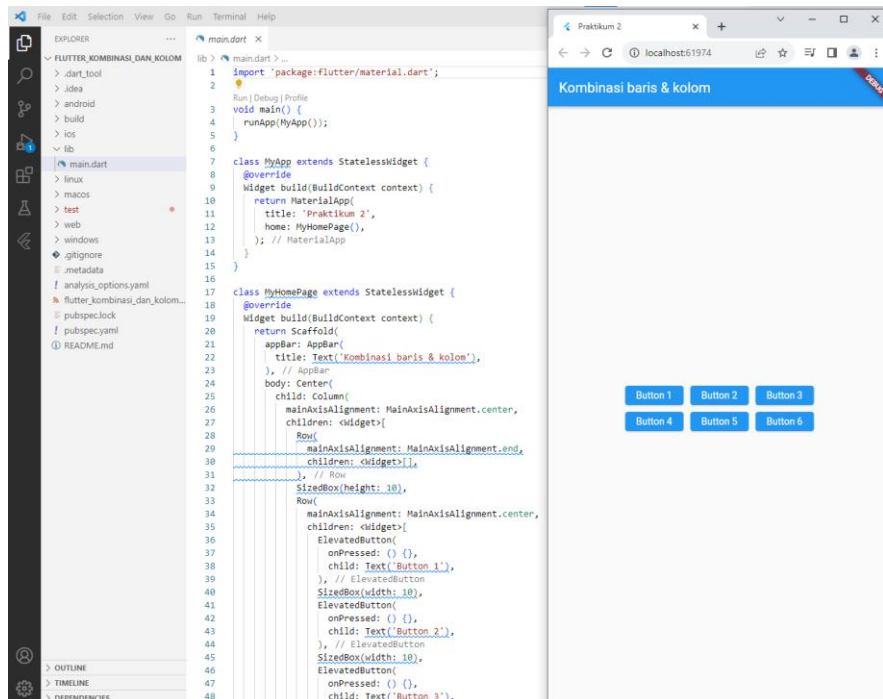 File Edit Selection View Go Run Terminal Help
EXPLORER
FLUTTER_KOMBINASI_DAN_KOLOM
> .dart_tool
> .idea
> android
> build
> ios
lib
main.dart
> linux
> macos
> test
> web
> windows
.gitignore
.metadata
! analysis_options.yaml
flutter_kombinasi_dan_kolom...
pubspec.lock
! pubspec.yaml
README.md
> OUTLINE
> TIMELINE
> DEPENDENCIES
1
main.dart ×
lib > main.dart > ...
1 import 'package:flutter/material.dart';
2
Run | Debug | Profile
3 void main() {
4 runApp(MyApp());
5 }
6
7 class MyApp extends StatelessWidget {
8 @override
9 Widget build(BuildContext context) {
10 return MaterialApp(
11 title: 'Praktikum 2',
12 home: MyHomePage(),
13 ); // MaterialApp
14 }
15 }
16
17 class MyHomePage extends StatelessWidget {
18 @override
19 Widget build(BuildContext context) {
20 return Scaffold(
21 appBar: AppBar(
22 title: Text('Kombinasi baris & kolom'),
23 ), // AppBar
24 body: Center(
25 child: Column(
26 mainAxisAlignment: MainAxisAlignment.center,
27 children: <Widget>[
28 Row(
29 mainAxisAlignment: MainAxisAlignment.end,
30 children: <Widget>[],
31 ), // Row
32 SizedBox(height: 10),
33 Row(
34 mainAxisAlignment: MainAxisAlignment.center,
35 children: <Widget>[
36 ElevatedButton(
37 onPressed: () {},
38 child: Text('Button 1'),
39 ), // ElevatedButton
40 SizedBox(width: 10),
41 ElevatedButton(
42 onPressed: () {},
43 child: Text('Button 2'),
44 ), // ElevatedButton
45 SizedBox(width: 10),
46 ElevatedButton(
47 onPressed: () {},
48 child: Text('Button 3'),
Praktikum 2
localhost:61974
Kombinasi baris & kolom
DEBUG
Button 1 Button 2 Button 3
Button 4 Button 5 Button 6